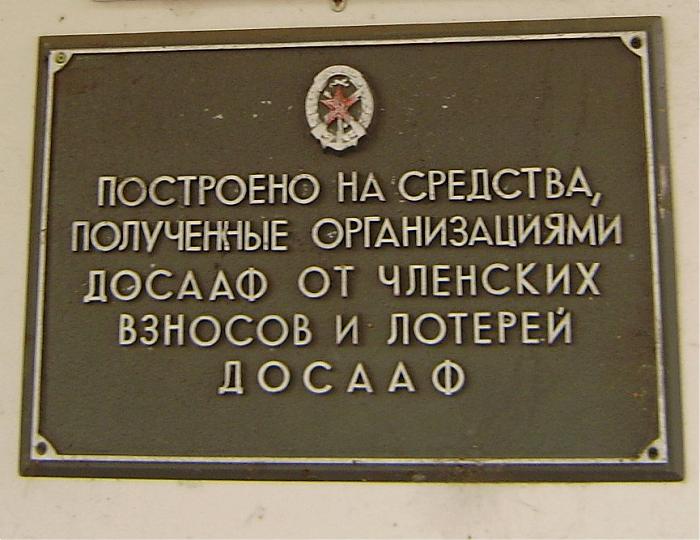 ПОСТРОЕНО НА СРЕДСТВА,
ПОЛУЧЕННЫЕ ОРГАНИЗАЦИЯМИ
ДОСААФ ОТ ЧЛЕНСКИХ
ВЗНОСОВ И ЛОТЕРЕЙ
ДОСААФ